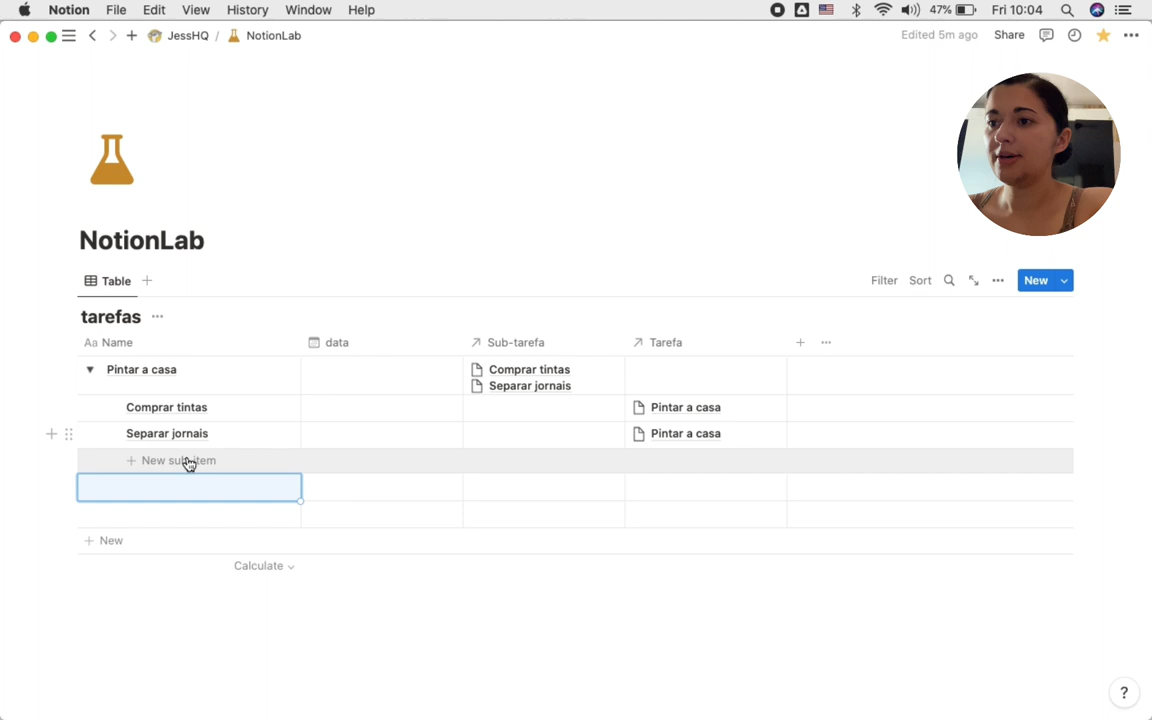 Notion File Edit View History Window Help 47% Fri 10:04
JessHQ / NotionLab Edited 5m ago Share
NotionLab
Table Filter Sort New
tarefas
Aa Name data Sub-tarefa Tarefa
Pintar a casa Comprar tintas
Separar jornais
Comprar tintas Pintar a casa
Separar jornais Pintar a casa
New sub-item
New
Calculate
?